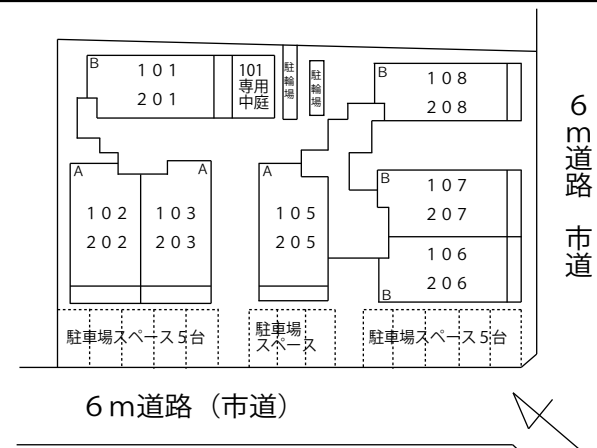 B
101
201
101
専用
中庭
駐輪場
駐輪場
B
108
208
A
102
202
A
103
203
A
105
205
B
107
207
106
206
B
駐車場スペース5台
駐車場
スペース
駐車場スペース5台
6m道路 市道
6m道路（市道）